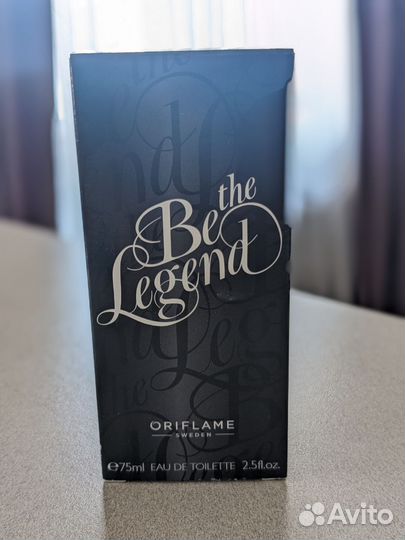 Be the
Legend
ORIFLAME
SWEDEN
℮75ml EAU DE TOILETTE 2.5fl.oz.
Avito